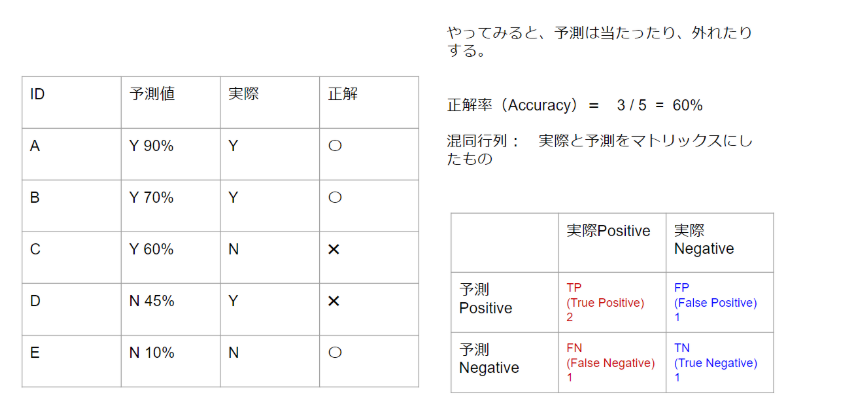 やってみると、予測は当たったり、外れたり
する。
ID 予測値 実際 正解
A Y 90% Y 〇
B Y 70% Y 〇
C Y 60% N ✕
D N 45% Y ✕
E N 10% N 〇
正解率（Accuracy）＝ 3 / 5 = 60%
混同行列： 実際と予測をマトリックスにし
たもの
実際Positive 実際
Negative
予測
Positive
TP
(True Positive)
2
FP
(False Positive)
1
予測
Negative
FN
(False Negative)
1
TN
(True Negative)
1